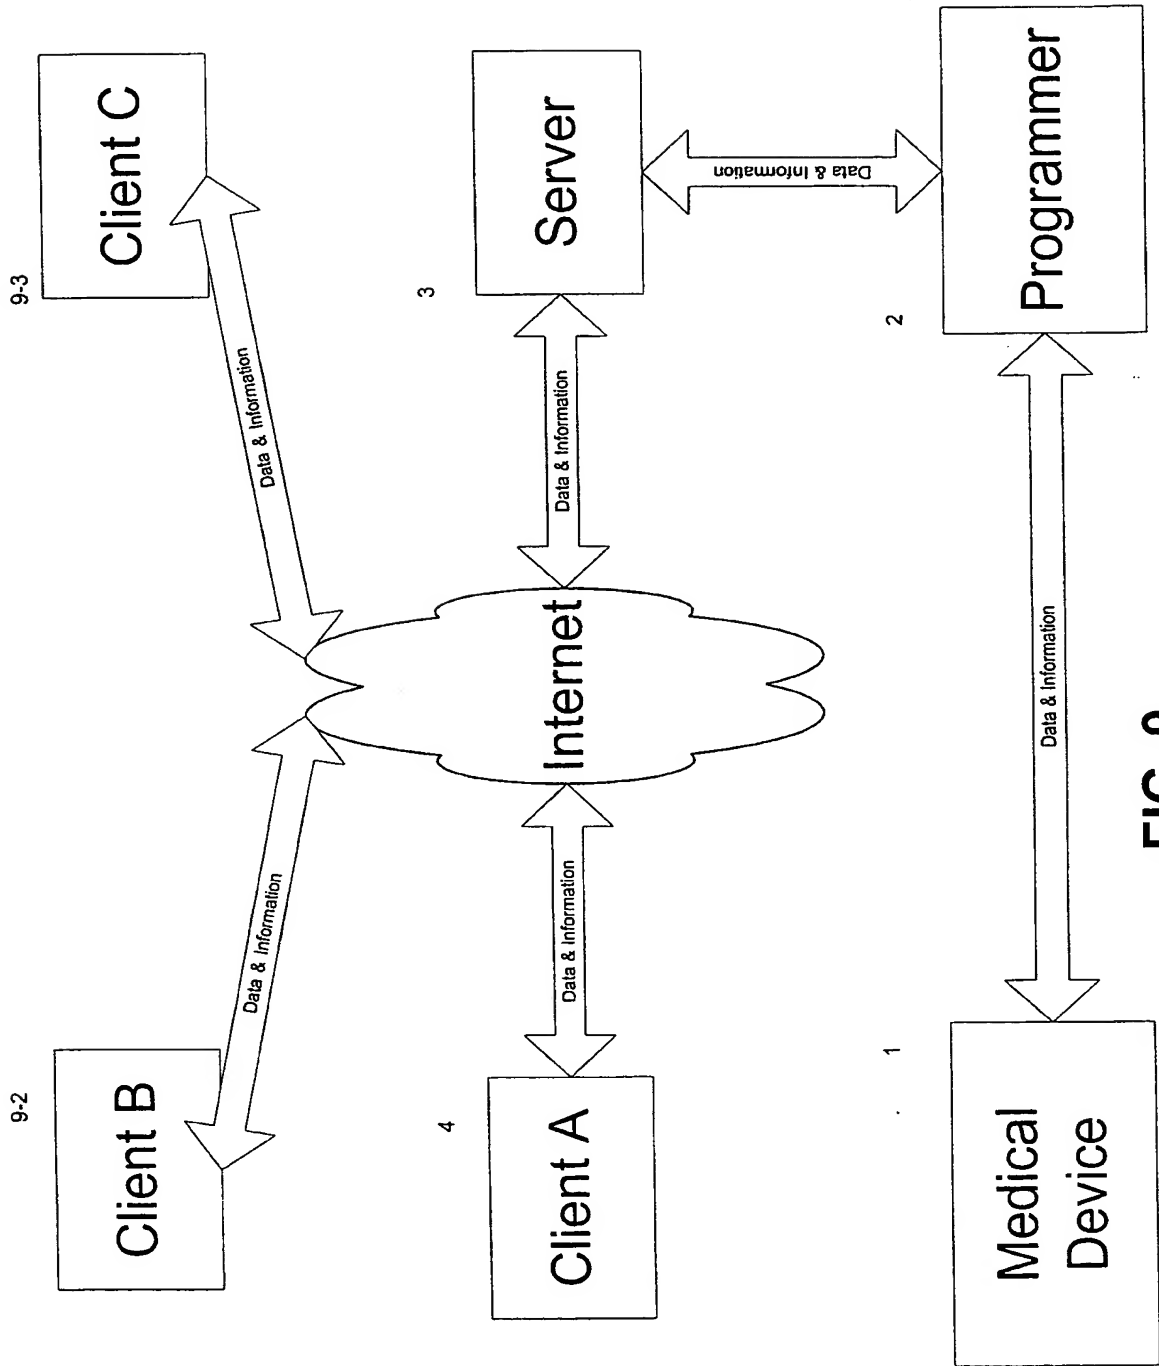 9-2
9-3
Client B
Client C
Data & Information
Data & Information
4
3
Client A
Data & Information
Internet
Data & Information
Server
Data & Information
1
2
Medical
Device
Data & Information
Programmer
FIG.